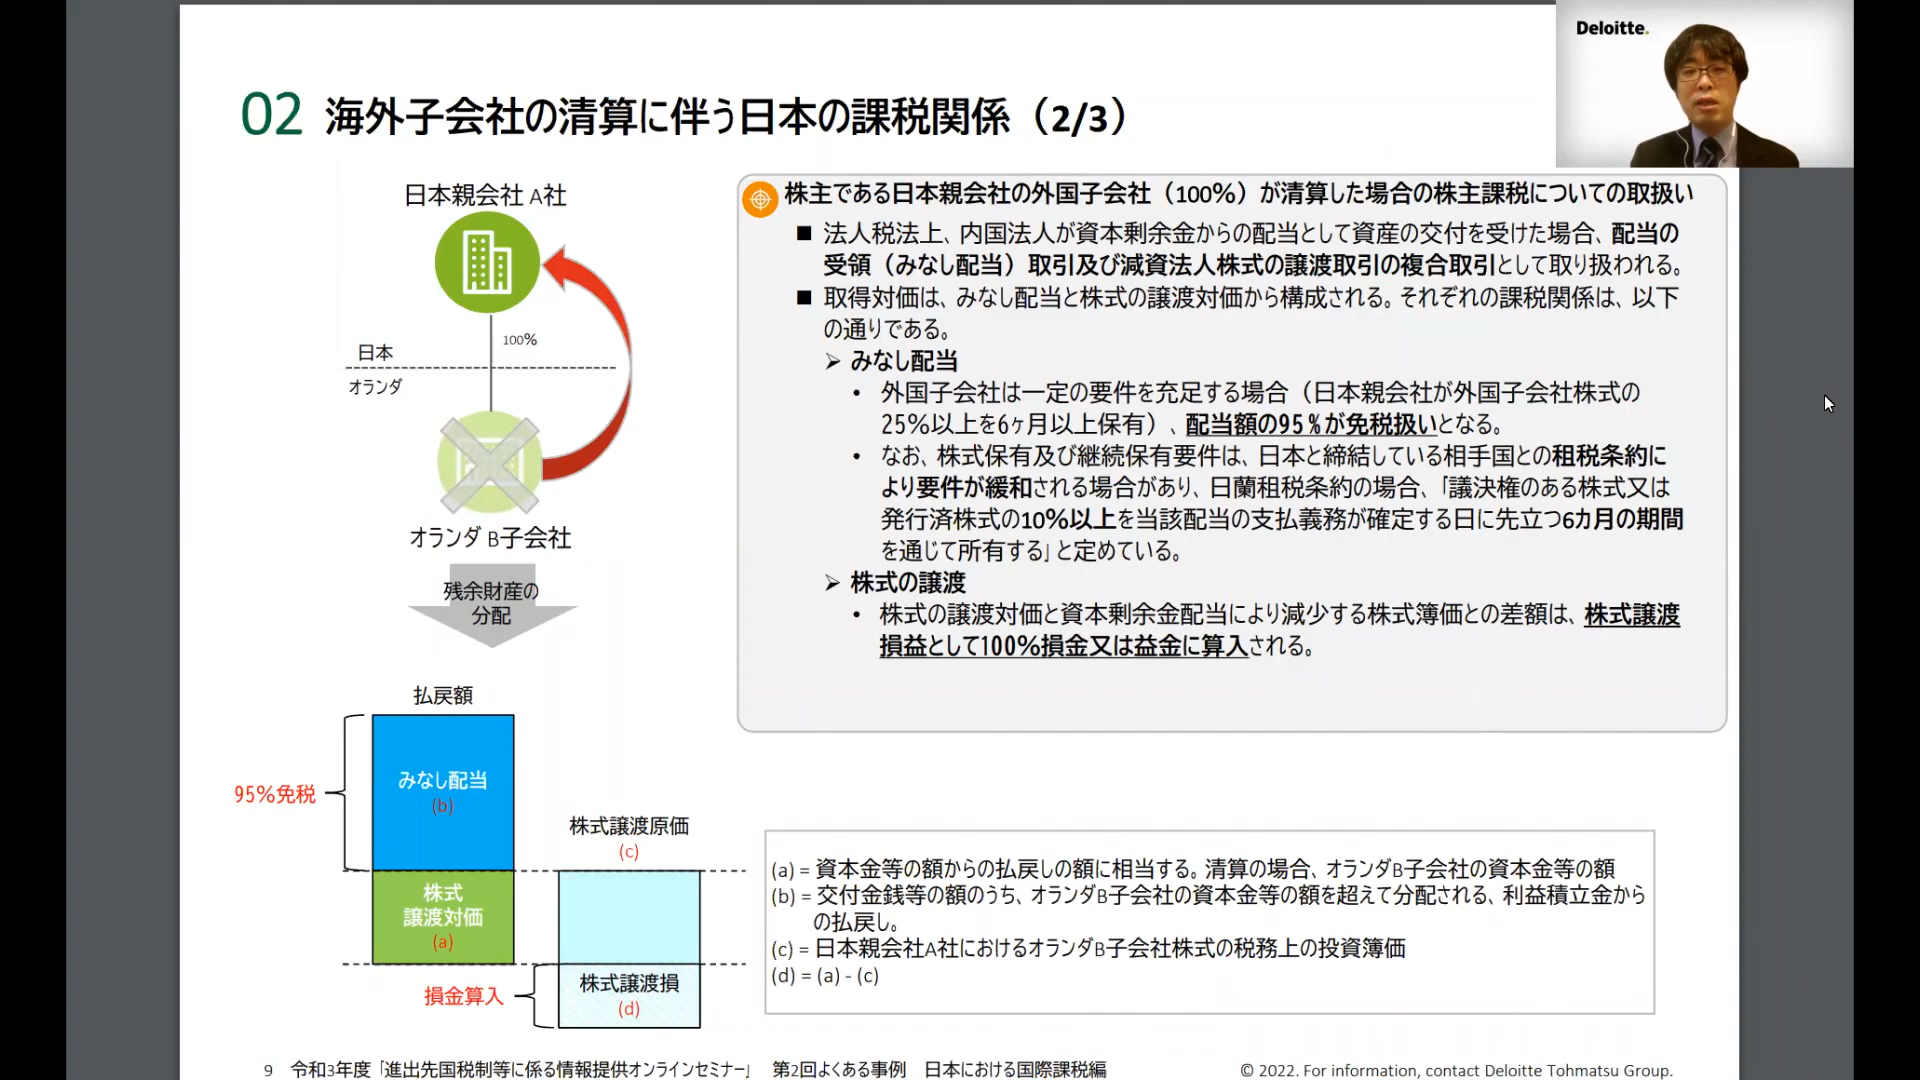 Deloitte.
02 海外子会社の清算に伴う日本の課税関係（2/3）
日本親会社 A社
100%
日本
オランダ
オランダ B子会社
残余財産の
分配
払戻額
みなし配当
(b)
95%免税
株式
譲渡対価
(a)
株式譲渡原価
(c)
損金算入
株式譲渡損
(d)
株主である日本親会社の外国子会社（100%）が清算した場合の株主課税についての取扱い
■ 法人税法上、内国法人が資本剰余金からの配当として資産の交付を受けた場合、配当の
受領（みなし配当）取引及び減資法人株式の譲渡取引の複合取引として取り扱われる。
■ 取得対価は、みなし配当と株式の譲渡対価から構成される。それぞれの課税関係は、以下
の通りである。
➢ みなし配当
• 外国子会社は一定の要件を充足する場合（日本親会社が外国子会社株式の
25%以上を6ヶ月以上保有）、配当額の95％が免税扱いとなる。
• なお、株式保有及び継続保有要件は、日本と締結している相手国との租税条約に
より要件が緩和される場合があり、日蘭租税条約の場合、「議決権のある株式又は
発行済株式の10%以上を当該配当の支払義務が確定する日に先立つ6カ月の期間
を通じて所有する」と定めている。
➢ 株式の譲渡
• 株式の譲渡対価と資本剰余金配当により減少する株式簿価との差額は、株式譲渡
損益として100%損金又は益金に算入される。
(a) = 資本金等の額からの払戻しの額に相当する。清算の場合、オランダB子会社の資本金等の額
(b) = 交付金銭等の額のうち、オランダB子会社の資本金等の額を超えて分配される、利益積立金から
の払戻し。
(c) = 日本親会社A社におけるオランダB子会社株式の税務上の投資簿価
(d) = (a) - (c)
9 令和3年度「進出先国税制等に係る情報提供オンラインセミナー」 第2回よくある事例 日本における国際課税編
© 2022. For information, contact Deloitte Tohmatsu Group.